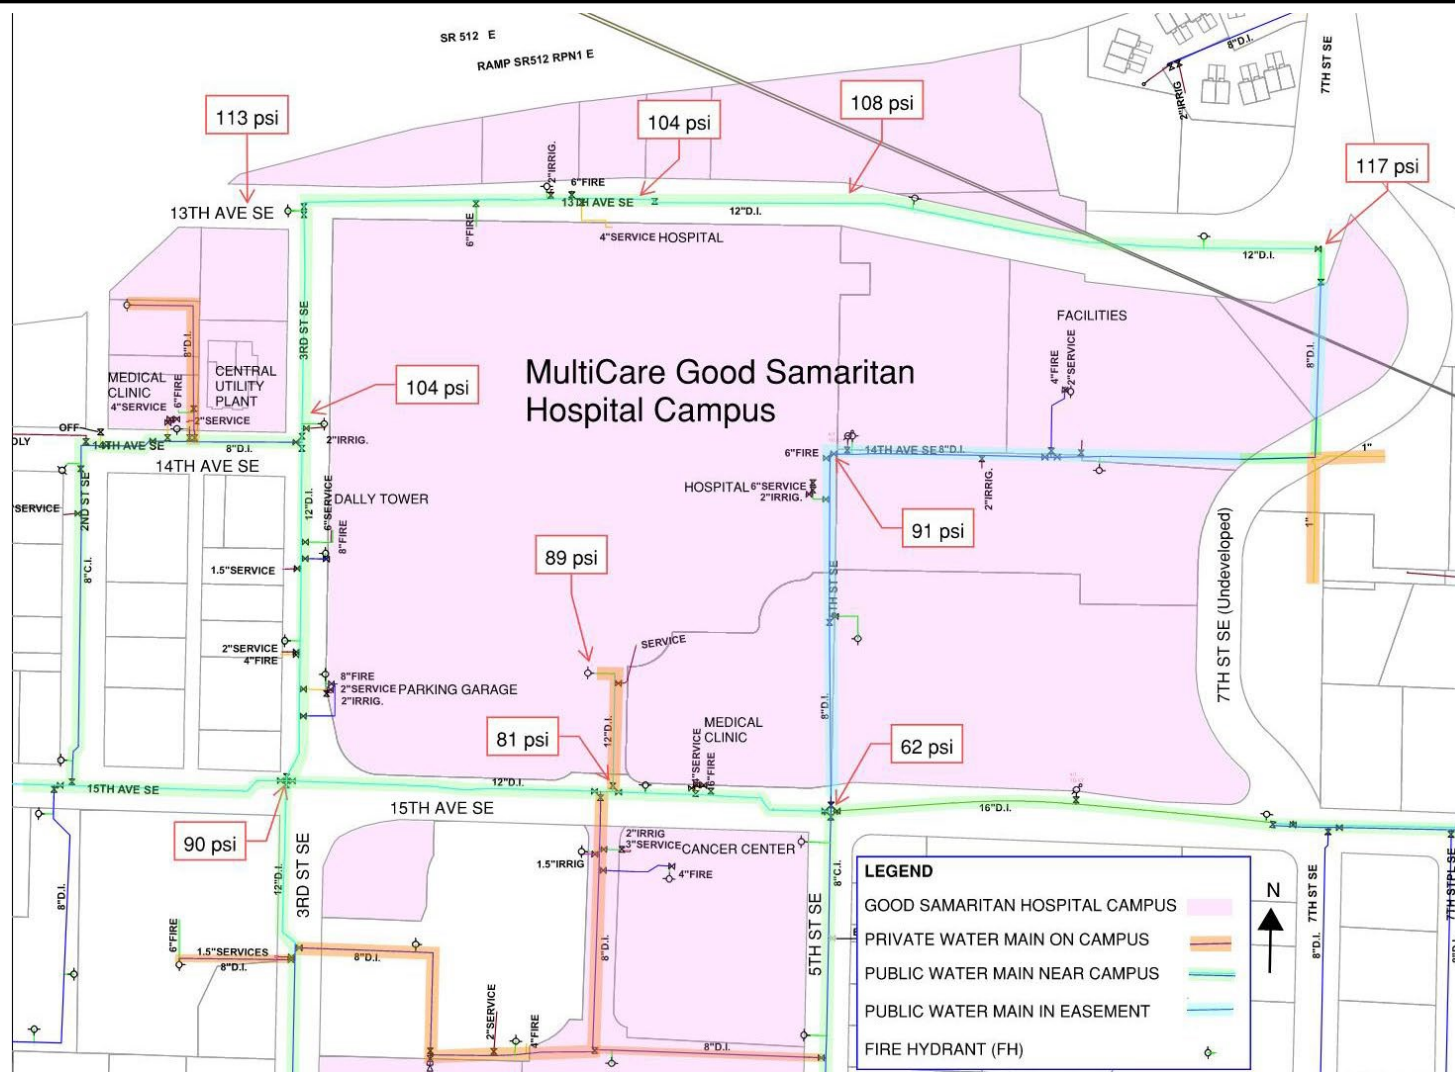 SR 512 E
RAMP SR512 RPN1 E
8"D.I.
2"IRRIG
7TH ST SE
113 psi
104 psi
108 psi
117 psi
2"IRRIG.
6"FIRE
13TH AVE SE
13TH AVE SE
12"D.I.
6"FIRE
4"SERVICE HOSPITAL
12"D.I.
3RD ST SE
8"D.I.
MEDICAL
CLINIC
4"SERVICE
6"FIRE
CENTRAL
UTILITY
PLANT
2"SERVICE
104 psi
MultiCare Good Samaritan
Hospital Campus
FACILITIES
4"FIRE
2"SERVICE
8"D.I.
OFF
OLY
14TH AVE SE
8"D.I.
2"IRRIG.
14TH AVE SE
6"FIRE
14TH AVE SE
8"D.I.
1"
2ND ST SE
SERVICE
8"C.I.
12"D.I.
6"SERVICE
8"FIRE
DALLY TOWER
HOSPITAL
6"SERVICE
2"IRRIG.
2"IRRIG.
91 psi
1"
89 psi
1.5"SERVICE
5TH ST SE
7TH ST SE (Undeveloped)
2"SERVICE
4"FIRE
SERVICE
8"FIRE
2"SERVICE
2"IRRIG.
PARKING GARAGE
12"D.I.
8"D.I.
81 psi
MEDICAL
CLINIC
4"SERVICE
6"FIRE
62 psi
15TH AVE SE
12"D.I.
15TH AVE SE
16"D.I.
90 psi
3RD ST SE
12"D.I.
8"D.I.
2"IRRIG
3"SERVICE
CANCER CENTER
1.5"IRRIG
4"FIRE
8"C.I.
5TH ST SE
6"FIRE
1.5"SERVICES
8"D.I.
8"D.I.
8"D.I.
2"SERVICE
4"FIRE
8"D.I.
LEGEND
GOOD SAMARITAN HOSPITAL CAMPUS
PRIVATE WATER MAIN ON CAMPUS
PUBLIC WATER MAIN NEAR CAMPUS
PUBLIC WATER MAIN IN EASEMENT
FIRE HYDRANT (FH)
N
7TH ST SE
8"D.I.
7TH STPL SE